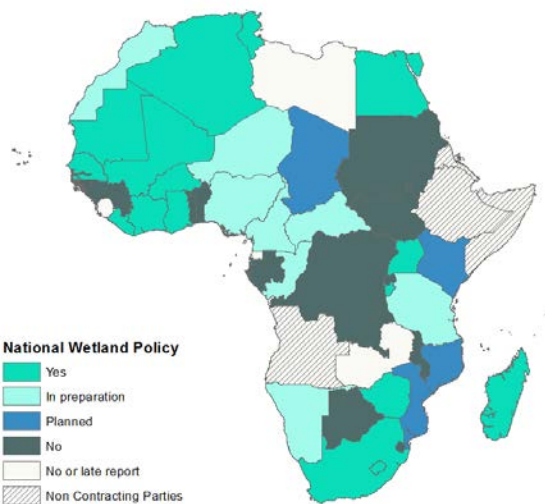 National Wetland Policy
Yes
In preparation
Planned
No
No or late report
Non Contracting Parties